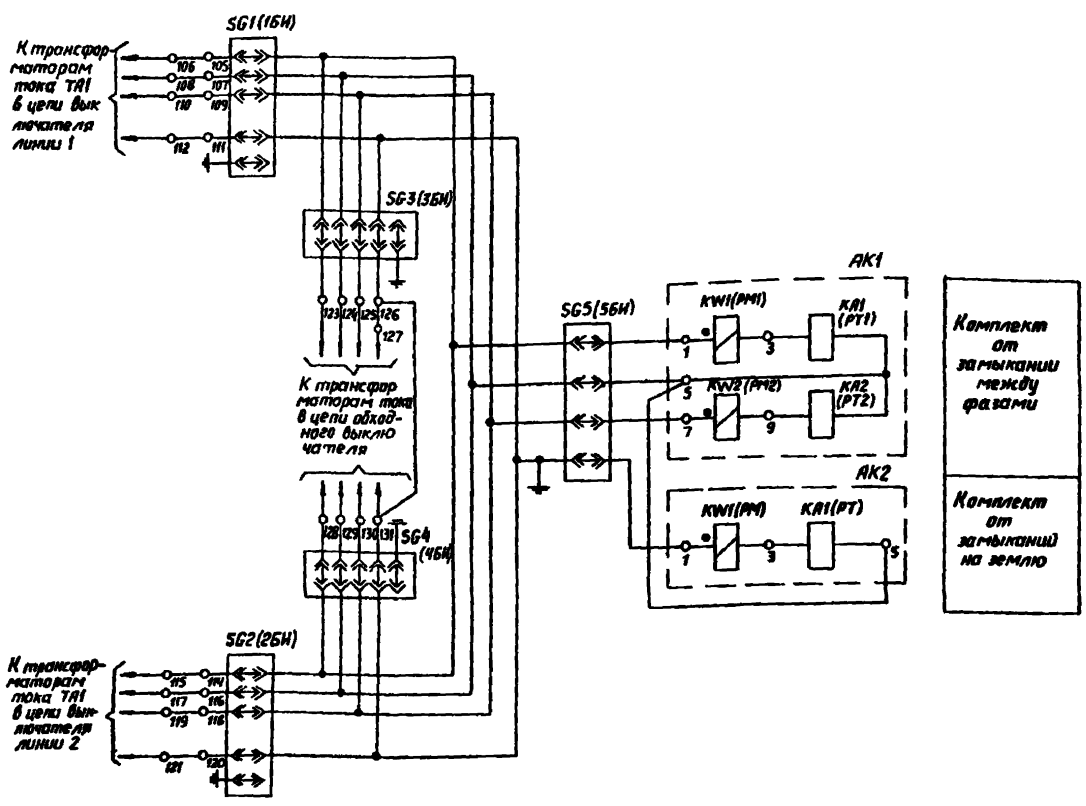 SG1(1БИ)
К трансфор-
маторам
тока ТА1
в цепи вык
лючателя
линии 1
106 105
108 107
110 109
112 111
SG3(3БИ)
123 124 125 126
127
К трансфор
маторам тока
в цепи обход-
ного выклю
чателя
128 129 130 131
SG4
(4БИ)
SG2(2БИ)
К трансфор-
маторам
тока ТА1
в цепи вык-
лючателя
линии 2
115 114
117 116
119 118
121 120
SG5(5БИ)
АК1
KW1(РМ1)
КА1
(РТ1)
1 3
5
KW2(РМ2)
КА2
(РТ2)
7 9
АК2
KW1(РМ)
КА1(РТ)
1 3 5
Комплект
от
замыкании
между
фазами
Комплект
от
замыканий
на землю